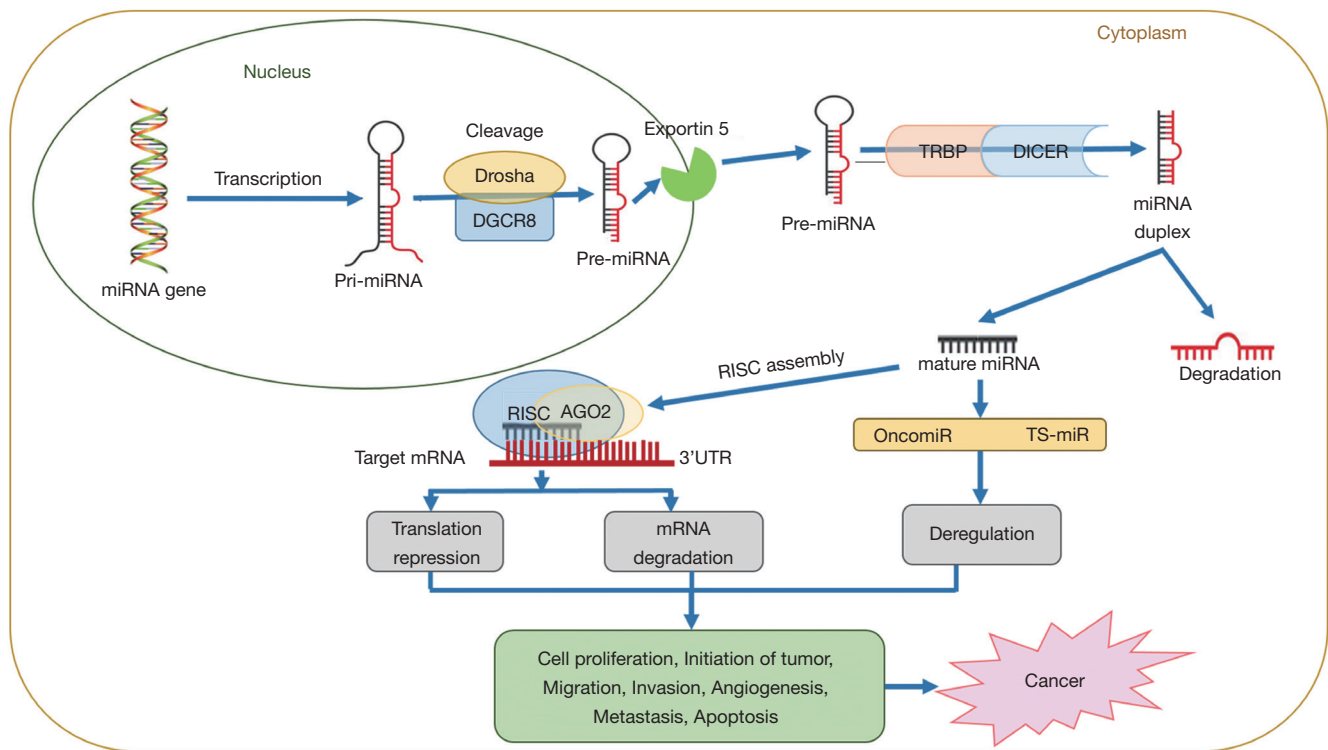 Cytoplasm
Nucleus
miRNA gene
Transcription
Pri-miRNA
Cleavage
Drosha
DGCR8
Pre-miRNA
Exportin 5
Pre-miRNA
TRBP
DICER
miRNA
duplex
mature miRNA
Degradation
RISC assembly
RISC
AGO2
Target mRNA
3’UTR
OncomiR
TS-miR
Translation
repression
mRNA
degradation
Deregulation
Cell proliferation, Initiation of tumor,
Migration, Invasion, Angiogenesis,
Metastasis, Apoptosis
Cancer